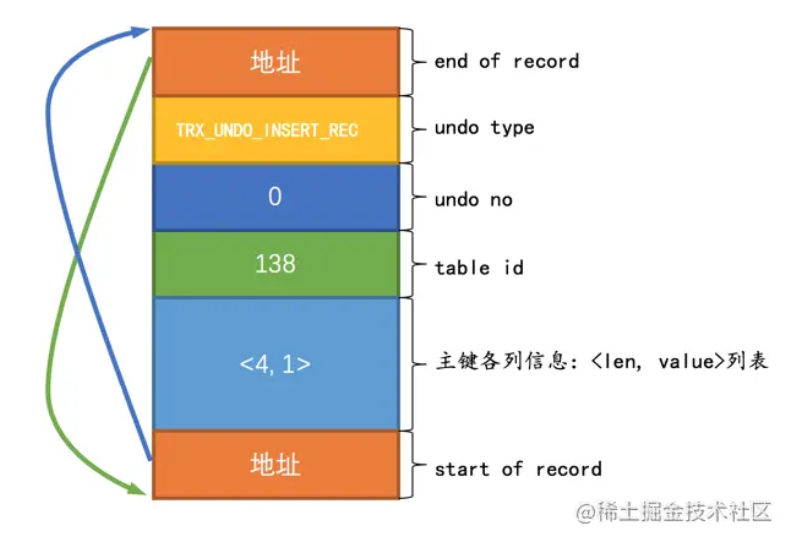 地址 end of record
TRX_UNDO_INSERT_REC undo type
0 undo no
138 table id
<4, 1> 主键各列信息: <len, value>列表
地址 start of record
@稀土掘金技术社区